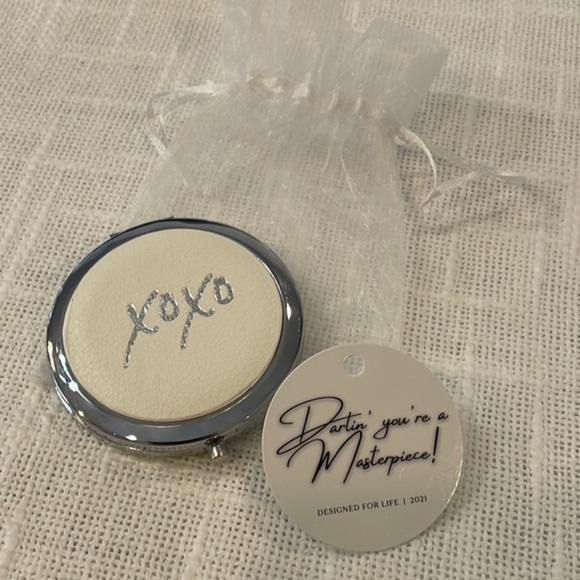 XOXO
Darlin' you're a
Masterpiece!
DESIGNED FOR LIFE | 2021